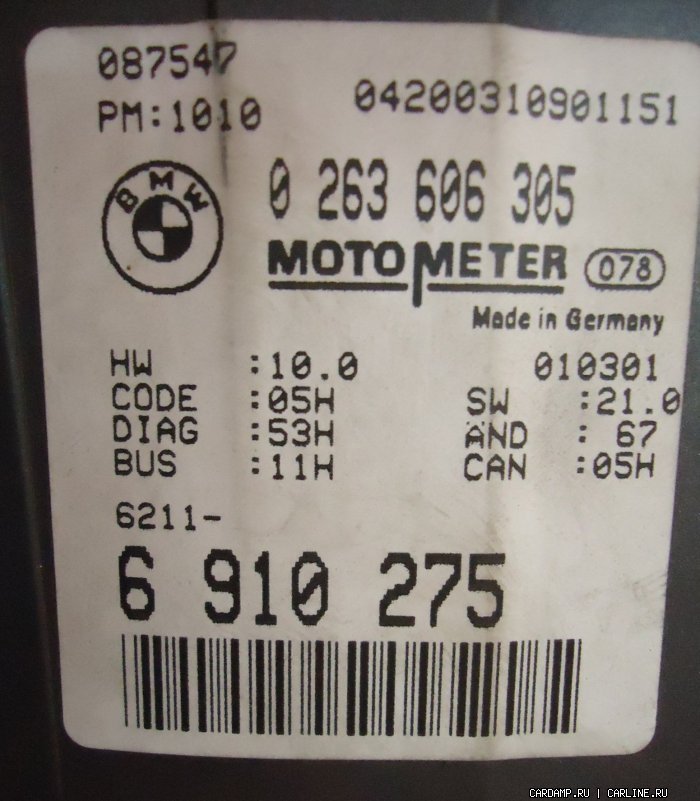 087547
04200310901151
PM:1010
BMW
0 263 606 305
MOTOMETER 078
Made in Germany
HW :10.0 010301
CODE :05H SW :21.0
DIAG :53H AND : 67
BUS :11H CAN :05H
6211-
6 910 275
CARDAMP.RU | CARLINE.RU